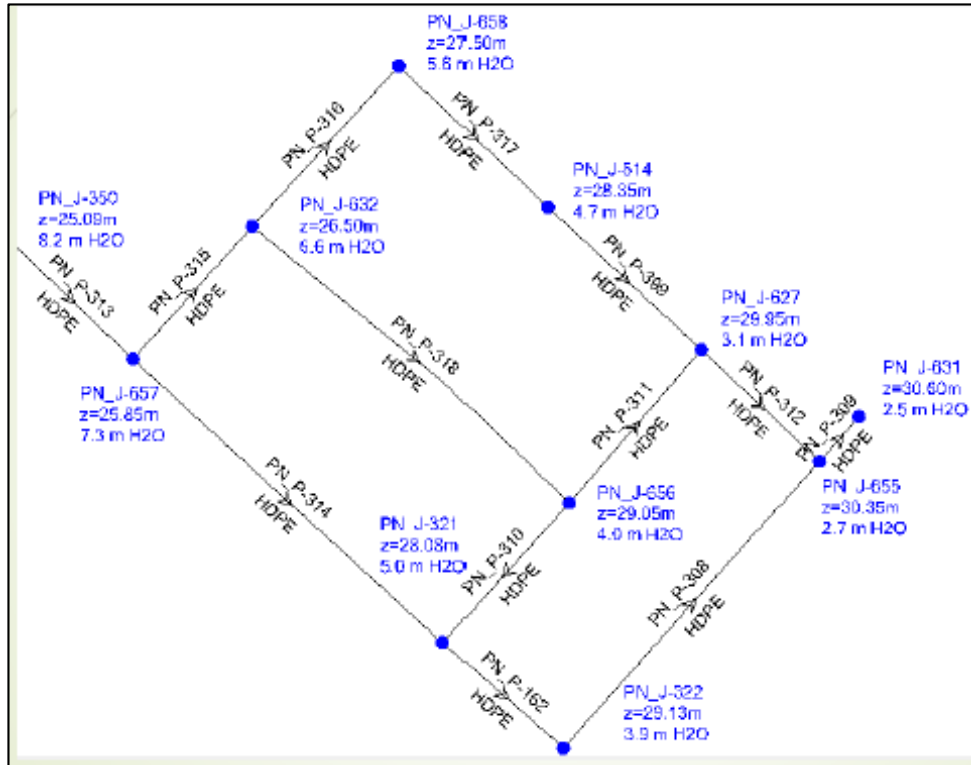 PN_J-658
z=27.50m
5.6 m H2O
PN_P-316
HDPE
PN_P-317
HDPE
PN_J-514
z=28.35m
4.7 m H2O
PN_J-350
z=25.09m
8.2 m H2O
PN_J-632
z=26.50m
6.6 m H2O
PN_P-313
HDPE
PN_P-315
HDPE
PN_P-399
HDPE
PN_J-627
z=29.95m
3.1 m H2O
PN_P-318
HDPE
PN_J-631
z=30.60m
2.5 m H2O
PN_J-657
z=25.85m
7.3 m H2O
PN_P-311
HDPE
PN_P-312
HDPE
PN_P-309
HDPE
PN_P-314
HDPE
PN_J-655
z=30.35m
2.7 m H2O
PN_J-656
z=29.05m
4.0 m H2O
PN_J-321
z=28.08m
5.0 m H2O
PN_P-310
HDPE
PN_P-308
HDPE
PN_P-162
HDPE
PN_J-322
z=29.13m
3.9 m H2O